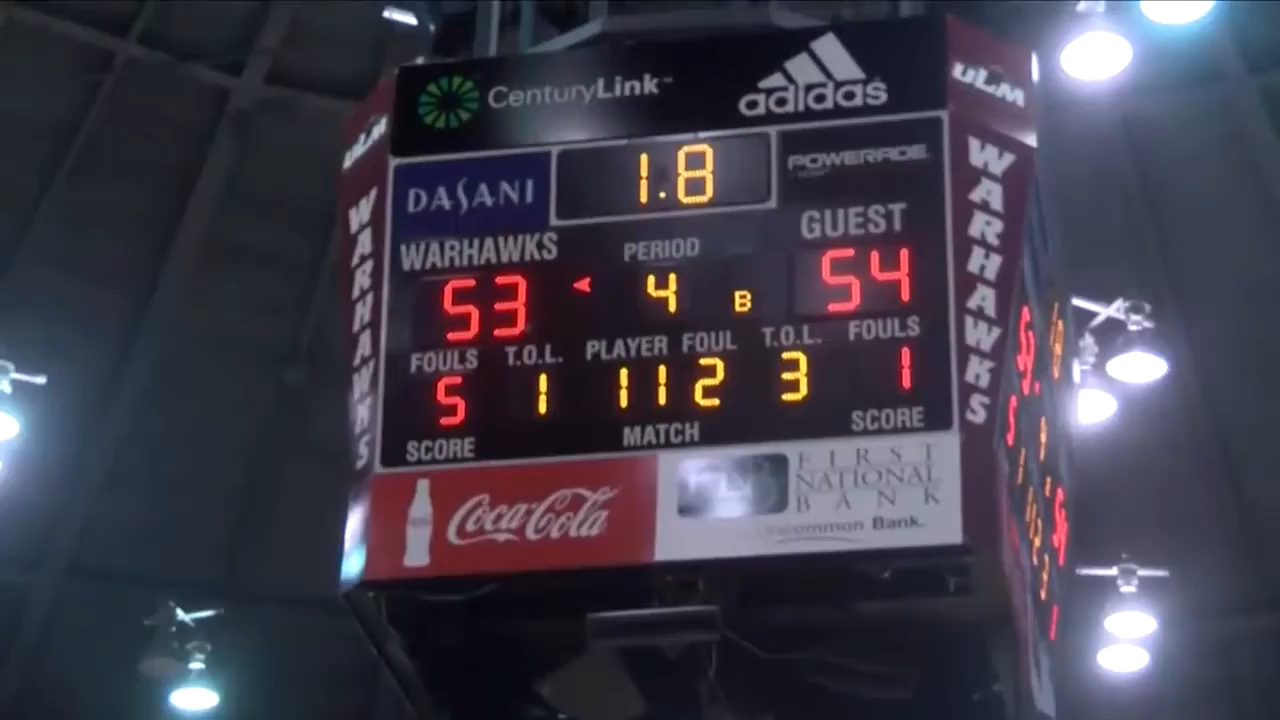 CenturyLink™
adidas
ULM
ULM
DASANI
1.8
POWERADE
WARHAWKS
WARHAWKS
WARHAWKS
PERIOD
GUEST
53
4
B
54
FOULS
T.O.L.
PLAYER FOUL
T.O.L.
FOULS
5
1
11
2
3
1
SCORE
MATCH
SCORE
Coca-Cola
FIRST
NATIONAL
BANK
uncommon Bank.